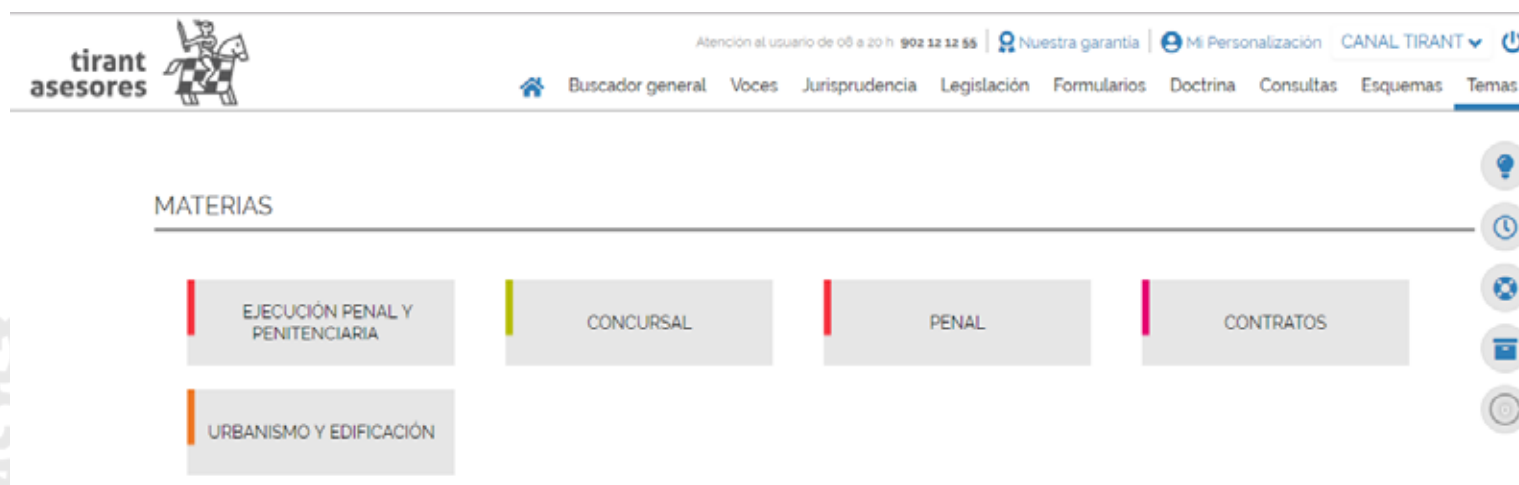 tirant
asesores
Atención al usuario de 08 a 20 h 902 12 12 55 Nuestra garantía Mi Personalización CANAL TIRANT
Buscador general Voces Jurisprudencia Legislación Formularios Doctrina Consultas Esquemas Temas
MATERIAS
EJECUCIÓN PENAL Y
PENITENCIARIA
CONCURSAL
PENAL
CONTRATOS
URBANISMO Y EDIFICACIÓN